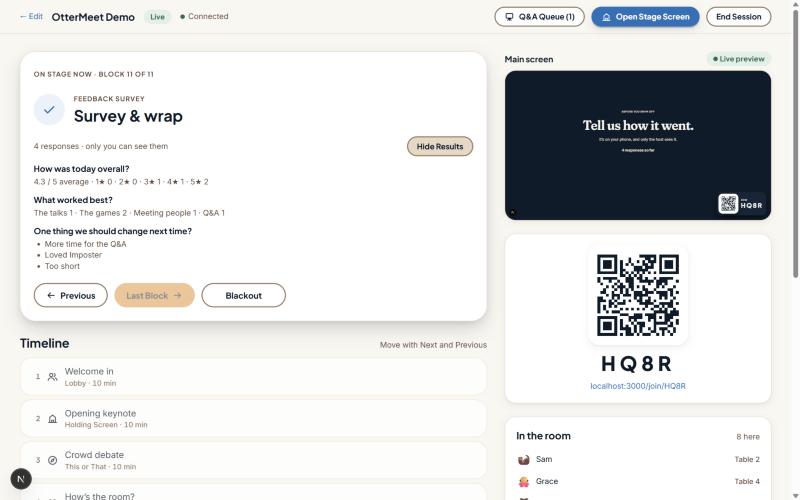 ← Edit OtterMeet Demo Live Connected Q&A Queue (1) Open Stage Screen End Session
ON STAGE NOW · BLOCK 11 OF 11
FEEDBACK SURVEY
Survey & wrap
4 responses · only you can see them Hide Results
How was today overall?
4.3 / 5 average · 1★ 0 · 2★ 0 · 3★ 1 · 4★ 1 · 5★ 2
What worked best?
The talks 1 · The games 2 · Meeting people 1 · Q&A 1
One thing we should change next time?
• More time for the Q&A
• Loved Imposter
• Too short
← Previous Last Block → Blackout
Timeline Move with Next and Previous
1 Welcome in
Lobby · 10 min
2 Opening keynote
Holding Screen · 10 min
3 Crowd debate
This or That · 10 min
How's the room?
N
Main screen Live preview
Tell us how it went.
It's on your phone, and only the host sees it.
4 responses so far
HQ8R
HQ8R
localhost:3000/join/HQ8R
In the room 8 here
Sam Table 2
Grace Table 4